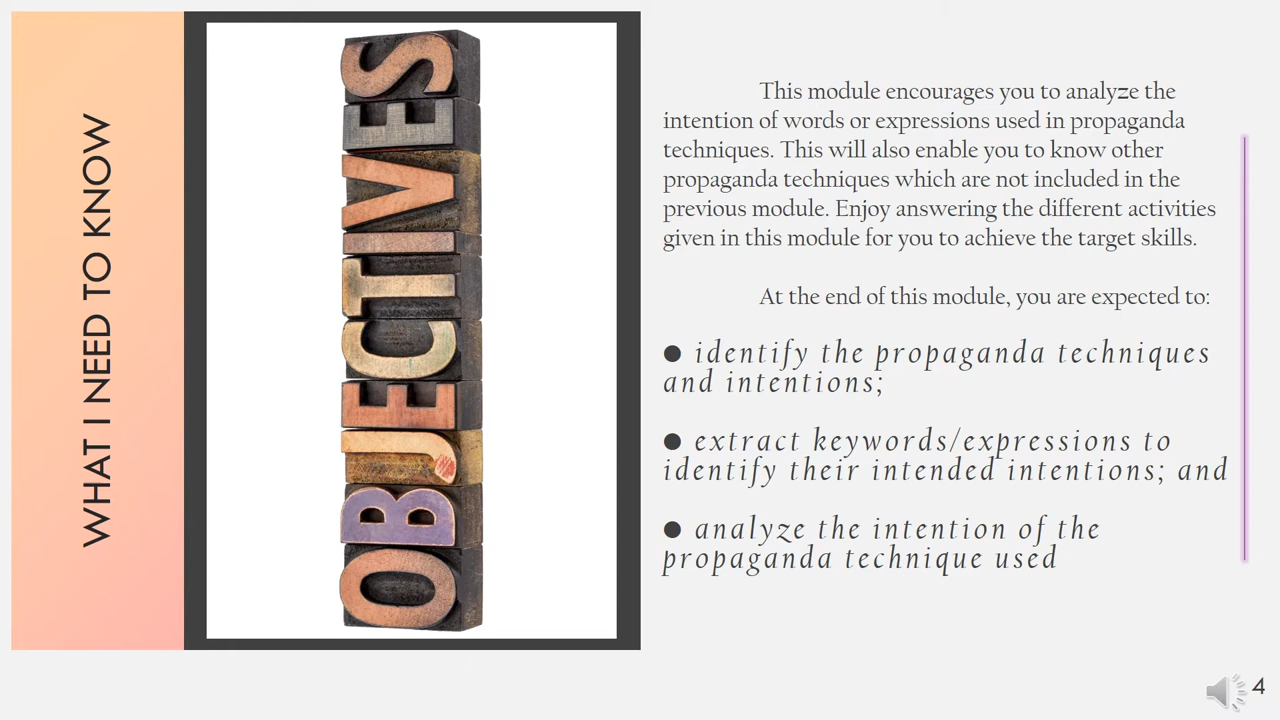 WHAT I NEED TO KNOW
OBJECTIVES
This module encourages you to analyze the
intention of words or expressions used in propaganda
techniques. This will also enable you to know other
propaganda techniques which are not included in the
previous module. Enjoy answering the different activities
given in this module for you to achieve the target skills.
At the end of this module, you are expected to:
● identify the propaganda techniques
and intentions;
● extract keywords/expressions to
identify their intended intentions; and
● analyze the intention of the
propaganda technique used
4